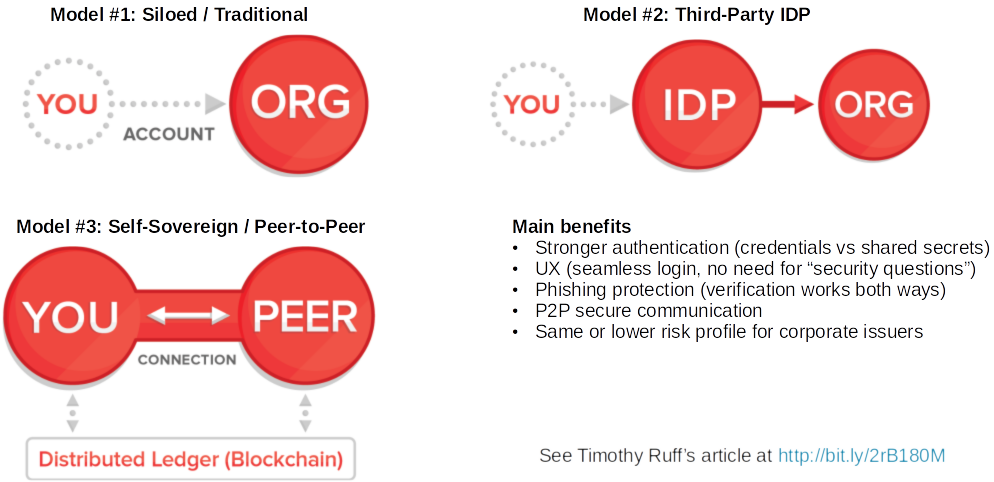 Model #1: Siloed / Traditional
YOU
ACCOUNT
ORG
Model #2: Third-Party IDP
YOU
IDP
ORG
Model #3: Self-Sovereign / Peer-to-Peer
YOU
CONNECTION
PEER
Distributed Ledger (Blockchain)
Main benefits
• Stronger authentication (credentials vs shared secrets)
• UX (seamless login, no need for “security questions”)
• Phishing protection (verification works both ways)
• P2P secure communication
• Same or lower risk profile for corporate issuers
See Timothy Ruff’s article at http://bit.ly/2rB180M